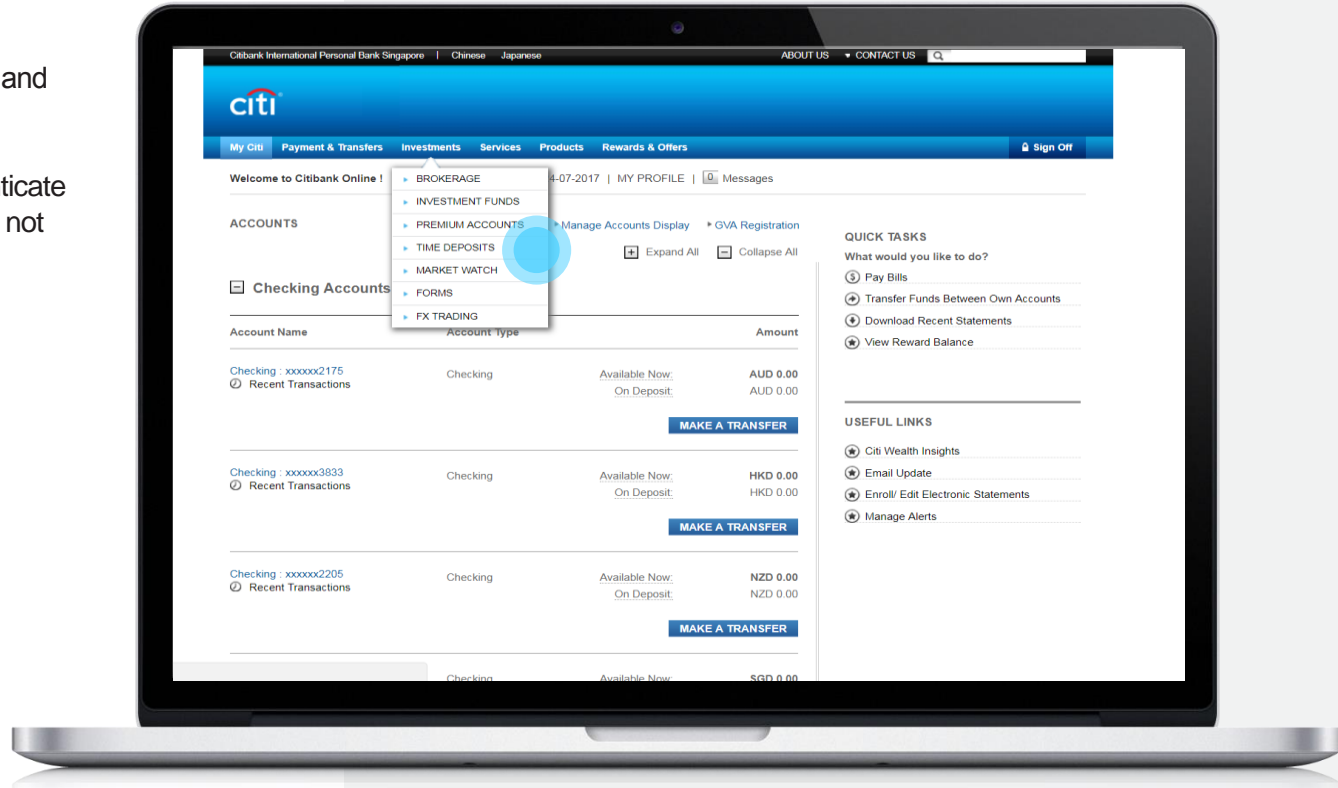 and
ticate
not
Citibank International Personal Bank Singapore | Chinese Japanese ABOUT US CONTACT US
citi
My Citi Payment & Transfers Investments Services Products Rewards & Offers Sign Off
Welcome to Citibank Online ! 4-07-2017 | MY PROFILE | 0 Messages
BROKERAGE
INVESTMENT FUNDS
PREMIUM ACCOUNTS
TIME DEPOSITS
MARKET WATCH
FORMS
FX TRADING
ACCOUNTS Manage Accounts Display GVA Registration
Expand All Collapse All
Checking Accounts
Account Name Account Type Amount
Checking : xxxxxx2175 Checking Available Now: AUD 0.00
Recent Transactions On Deposit: AUD 0.00
MAKE A TRANSFER
Checking : xxxxxx3833 Checking Available Now: HKD 0.00
Recent Transactions On Deposit: HKD 0.00
MAKE A TRANSFER
Checking : xxxxxx2205 Checking Available Now: NZD 0.00
Recent Transactions On Deposit: NZD 0.00
MAKE A TRANSFER
Checking Available Now: SGD 0.00
QUICK TASKS
What would you like to do?
Pay Bills
Transfer Funds Between Own Accounts
Download Recent Statements
View Reward Balance
USEFUL LINKS
Citi Wealth Insights
Email Update
Enroll/ Edit Electronic Statements
Manage Alerts